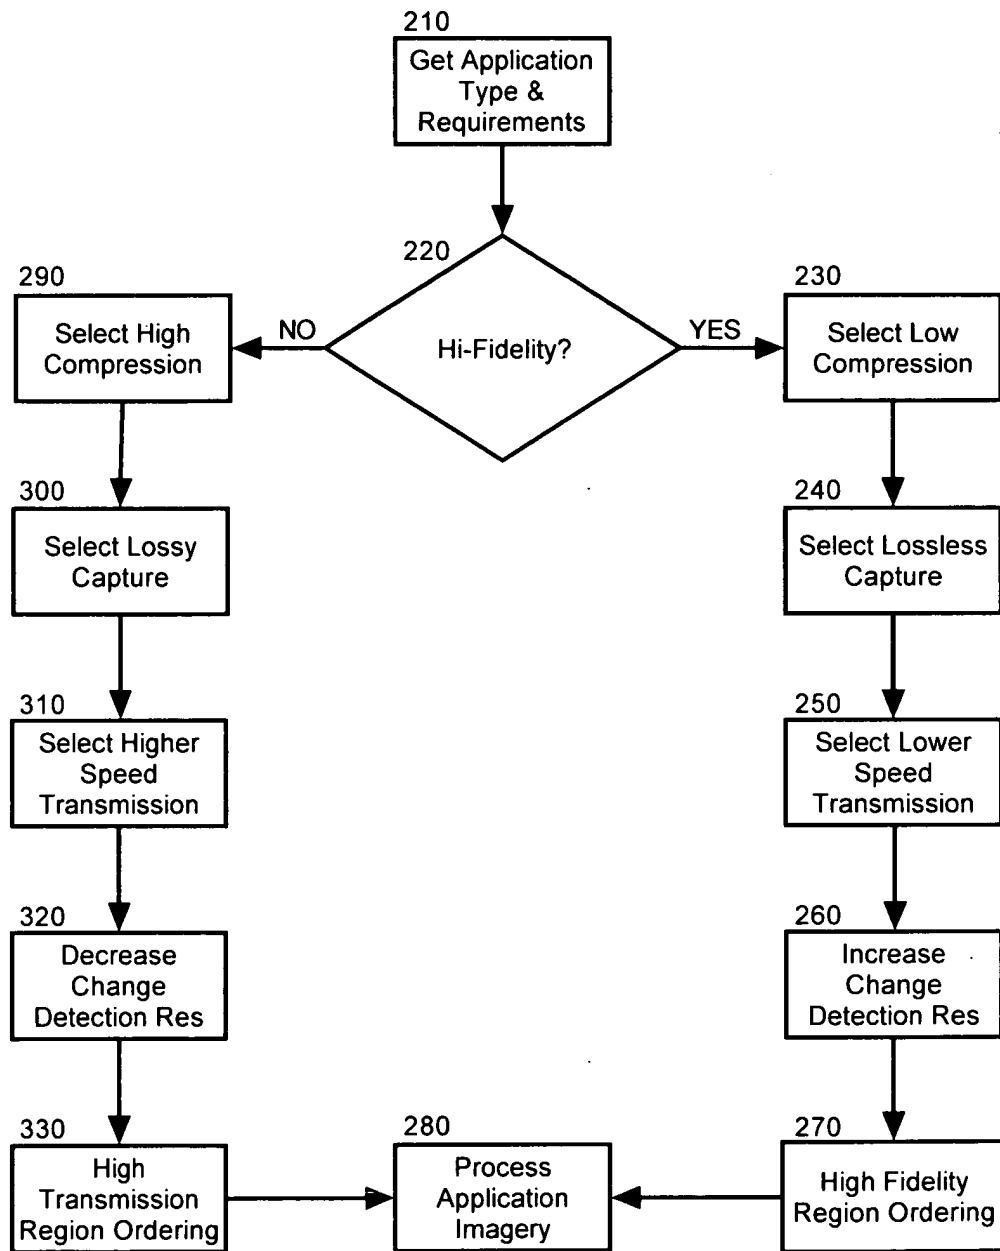 210
Get Application
Type &
Requirements
220
Hi-Fidelity?
NO
YES
290
Select High
Compression
230
Select Low
Compression
300
Select Lossy
Capture
240
Select Lossless
Capture
310
Select Higher
Speed
Transmission
250
Select Lower
Speed
Transmission
320
Decrease
Change
Detection Res
260
Increase
Change
Detection Res
330
High
Transmission
Region Ordering
280
Process
Application
Imagery
270
High Fidelity
Region Ordering